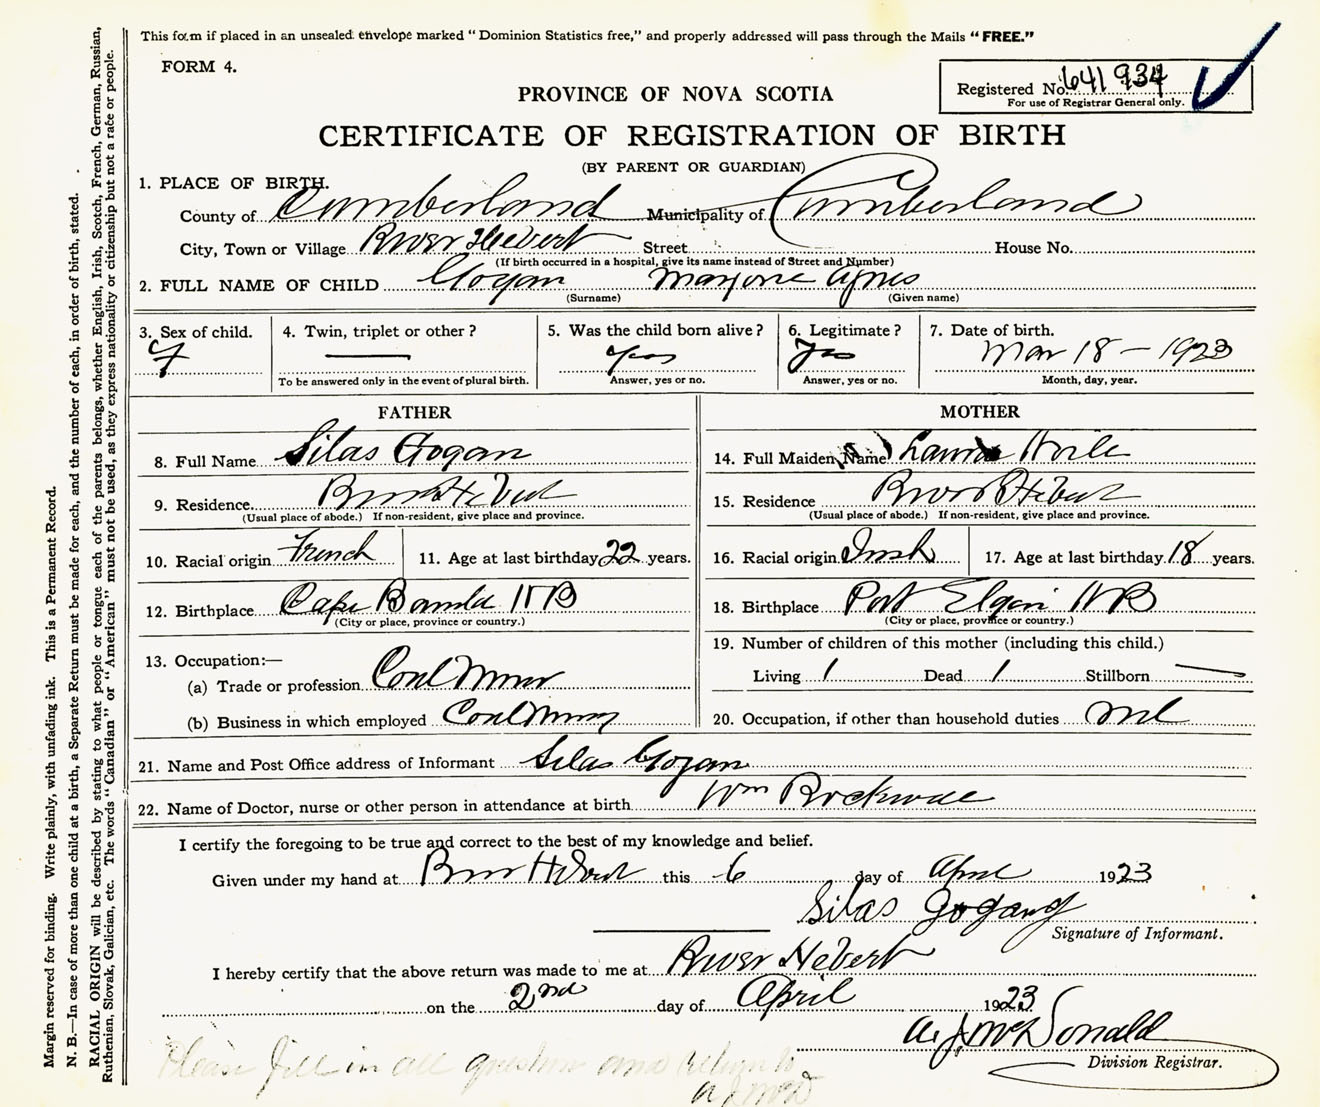 This form if placed in an unsealed envelope marked "Dominion Statistics free," and properly addressed will pass through the Mails "FREE."
FORM 4.
Registered No. 641934
For use of Registrar General only.
PROVINCE OF NOVA SCOTIA
CERTIFICATE OF REGISTRATION OF BIRTH
(BY PARENT OR GUARDIAN)
1. PLACE OF BIRTH.
County of Cumberland Municipality of Cumberland
City, Town or Village River Hebert Street House No.
(If birth occurred in a hospital, give its name instead of Street and Number)
2. FULL NAME OF CHILD Gogan Marjorie Agnes
(Surname) (Given name)
3. Sex of child. 4. Twin, triplet or other? 5. Was the child born alive? 6. Legitimate? 7. Date of birth.
F — yes yes Mar 18 – 1923
To be answered only in the event of plural birth. Answer, yes or no. Answer, yes or no. Month, day, year.
FATHER MOTHER
8. Full Name Silas Gogan 14. Full Maiden Name
9. Residence River Hebert 15. Residence River Hebert
(Usual place of abode.) If non-resident, give place and province. (Usual place of abode.) If non-resident, give place and province.
10. Racial origin French 11. Age at last birthday 22 years. 16. Racial origin Irish 17. Age at last birthday 18 years.
12. Birthplace Cape NB 18. Birthplace Port Elgin NB
(City or place, province or country.) (City or place, province or country.)
13. Occupation:— 19. Number of children of this mother (including this child.)
(a) Trade or profession Coal Miner Living 1 Dead 1 Stillborn —
(b) Business in which employed Coal Mining 20. Occupation, if other than household duties
21. Name and Post Office address of Informant Silas Gogan
22. Name of Doctor, nurse or other person in attendance at birth Wm Rockwell
I certify the foregoing to be true and correct to the best of my knowledge and belief.
Given under my hand at River Hebert this 6 day of April 1923
Silas Gogang
Signature of Informant.
I hereby certify that the above return was made to me at River Hebert
on the 2nd day of April 1923
A. J. McDonald
Division Registrar.
Please fill in all question and return to
A J McD
Margin reserved for binding. Write plainly, with unfading ink. This is a Permanent Record.
N. B.—In case of more than one child at a birth, a Separate Return must be made for each, and the number of each, in order of birth, stated.
RACIAL ORIGIN will be described by stating to what people or tongue each of the parents belongs, whether English, Irish, Scotch, French, German, Russian,
Ruthenian, Slovak, Galician, etc. The words "Canadian" or "American" must not be used, as they express nationality or citizenship but not a race or people.